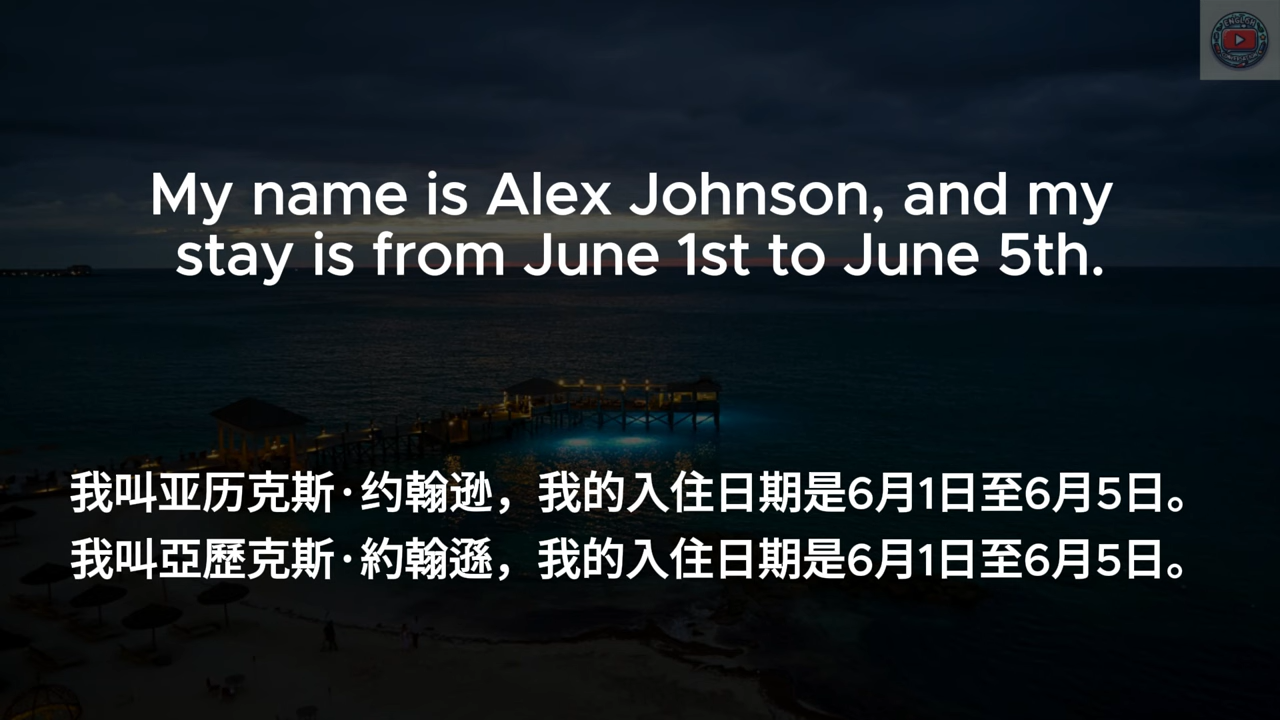 My name is Alex Johnson, and my
stay is from June 1st to June 5th.
我叫亚历克斯·约翰逊，我的入住日期是6月1日至6月5日。
我叫亞歷克斯·約翰遜，我的入住日期是6月1日至6月5日。